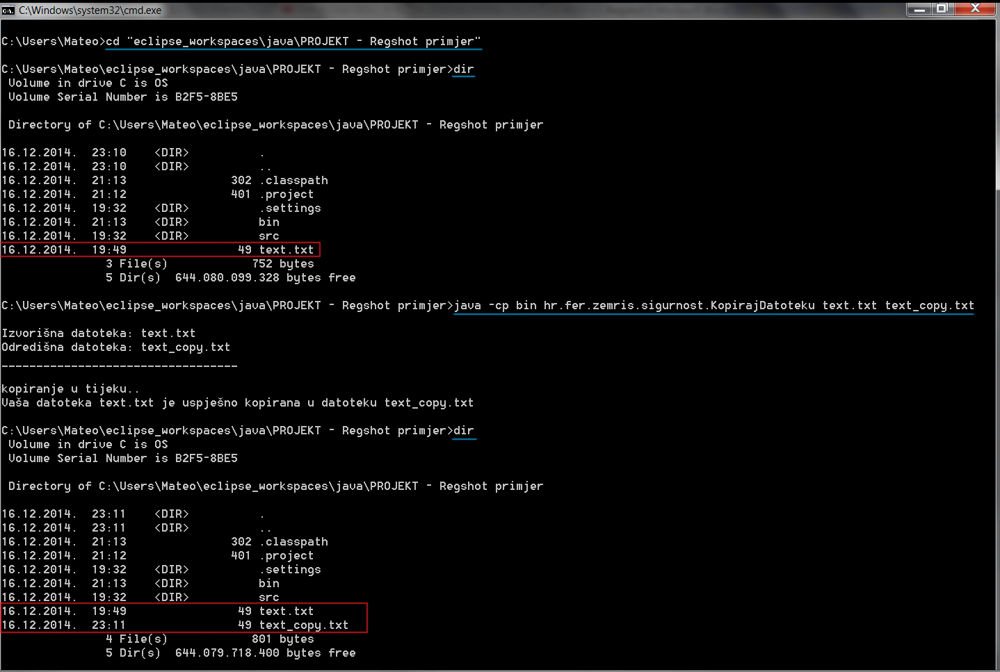 C:\Windows\system32\cmd.exe
C:\Users\Mateo>cd "eclipse_workspaces\java\PROJEKT - Regshot primjer"
C:\Users\Mateo\eclipse_workspaces\java\PROJEKT - Regshot primjer>dir
Volume in drive C is OS
Volume Serial Number is B2F5-8BE5
Directory of C:\Users\Mateo\eclipse_workspaces\java\PROJEKT - Regshot primjer
16.12.2014.  23:10    <DIR>          .
16.12.2014.  23:10    <DIR>          ..
16.12.2014.  21:13               302 .classpath
16.12.2014.  21:12               401 .project
16.12.2014.  19:32    <DIR>          .settings
16.12.2014.  21:13    <DIR>          bin
16.12.2014.  19:32    <DIR>          src
16.12.2014.  19:49                49 text.txt
3 File(s)            752 bytes
5 Dir(s)  644.080.099.328 bytes free
C:\Users\Mateo\eclipse_workspaces\java\PROJEKT - Regshot primjer>java -cp bin hr.fer.zemris.sigurnost.KopirajDatoteku text.txt text_copy.txt
Izvorišna datoteka: text.txt
Odredišna datoteka: text_copy.txt
----------------------------------
kopiranje u tijeku..
Vaša datoteka text.txt je uspješno kopirana u datoteku text_copy.txt
C:\Users\Mateo\eclipse_workspaces\java\PROJEKT - Regshot primjer>dir
Volume in drive C is OS
Volume Serial Number is B2F5-8BE5
Directory of C:\Users\Mateo\eclipse_workspaces\java\PROJEKT - Regshot primjer
16.12.2014.  23:11    <DIR>          .
16.12.2014.  23:11    <DIR>          ..
16.12.2014.  21:13               302 .classpath
16.12.2014.  21:12               401 .project
16.12.2014.  19:32    <DIR>          .settings
16.12.2014.  21:13    <DIR>          bin
16.12.2014.  19:32    <DIR>          src
16.12.2014.  19:49                49 text.txt
16.12.2014.  23:11                49 text_copy.txt
4 File(s)            801 bytes
5 Dir(s)  644.079.718.400 bytes free